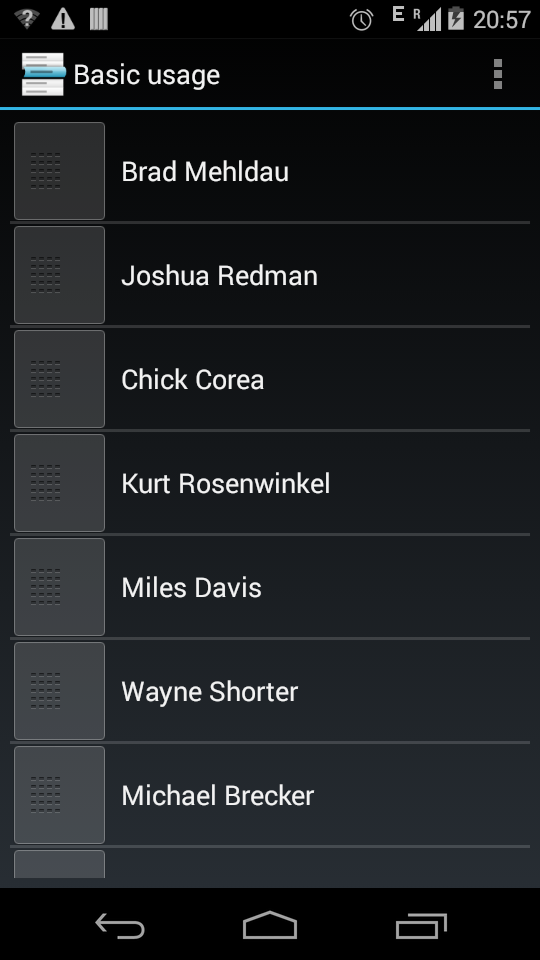 E R 20:57
Basic usage
Brad Mehldau
Joshua Redman
Chick Corea
Kurt Rosenwinkel
Miles Davis
Wayne Shorter
Michael Brecker